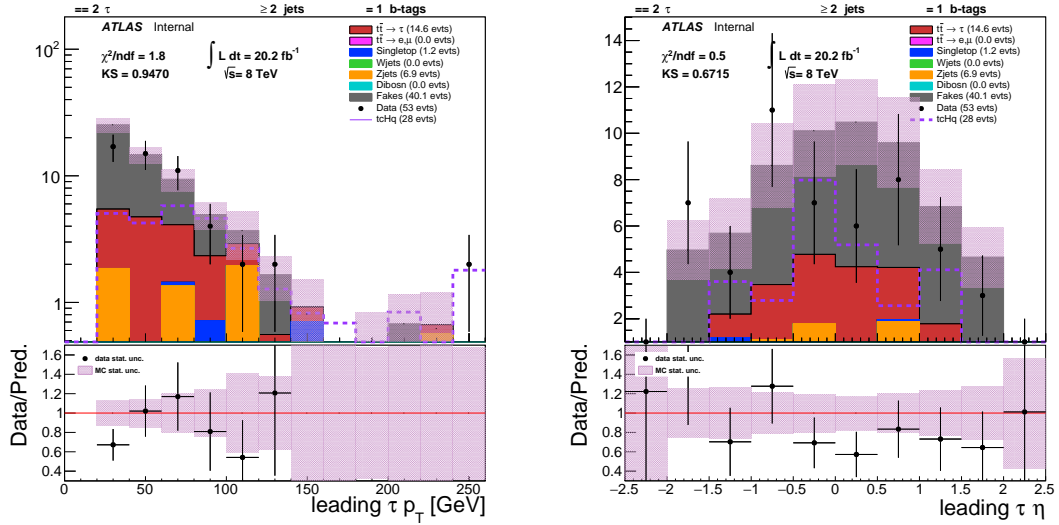 == 2 τ ≥ 2 jets = 1 b-tags
ATLAS Internal
χ²/ndf = 1.8
KS = 0.9470
∫ L dt = 20.2 fb⁻¹
√s= 8 TeV
tt̄ → τ (14.6 evts)
tt̄ → e,μ (0.0 evts)
Singletop (1.2 evts)
Wjets (0.0 evts)
Zjets (6.9 evts)
Dibosn (0.0 evts)
Fakes (40.1 evts)
Data (53 evts)
tcHq (28 evts)
10²
10
1
Data/Pred.
1.6
1.4
1.2
1
0.8
0.6
0.4
data stat. unc.
MC stat. unc.
0 50 100 150 200 250
leading τ p_T [GeV]
== 2 τ ≥ 2 jets = 1 b-tags
ATLAS Internal
χ²/ndf = 0.5
KS = 0.6715
∫ L dt = 20.2 fb⁻¹
√s= 8 TeV
tt̄ → τ (14.6 evts)
tt̄ → e,μ (0.0 evts)
Singletop (1.2 evts)
Wjets (0.0 evts)
Zjets (6.9 evts)
Dibosn (0.0 evts)
Fakes (40.1 evts)
Data (53 evts)
tcHq (28 evts)
14
12
10
8
6
4
2
Data/Pred.
1.6
1.4
1.2
1
0.8
0.6
0.4
data stat. unc.
MC stat. unc.
−2.5 −2 −1.5 −1 −0.5 0 0.5 1 1.5 2 2.5
leading τ η